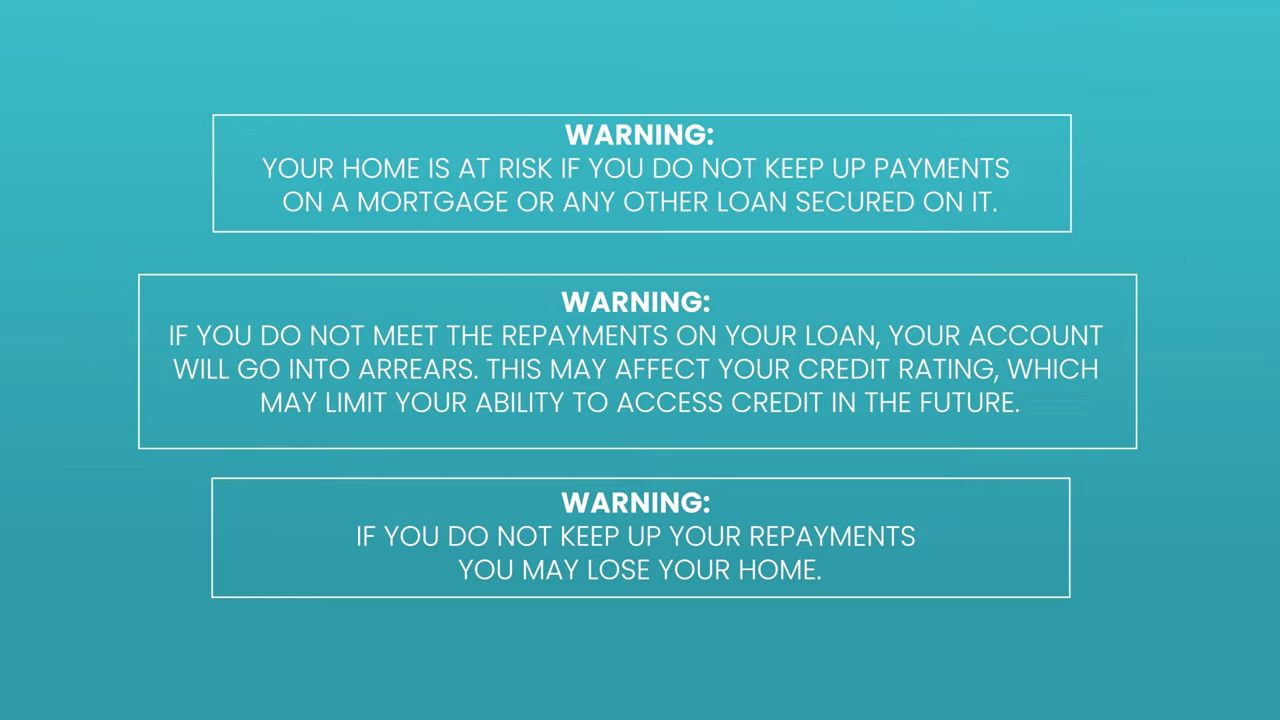 WARNING:
YOUR HOME IS AT RISK IF YOU DO NOT KEEP UP PAYMENTS
ON A MORTGAGE OR ANY OTHER LOAN SECURED ON IT.
WARNING:
IF YOU DO NOT MEET THE REPAYMENTS ON YOUR LOAN, YOUR ACCOUNT
WILL GO INTO ARREARS. THIS MAY AFFECT YOUR CREDIT RATING, WHICH
MAY LIMIT YOUR ABILITY TO ACCESS CREDIT IN THE FUTURE.
WARNING:
IF YOU DO NOT KEEP UP YOUR REPAYMENTS
YOU MAY LOSE YOUR HOME.